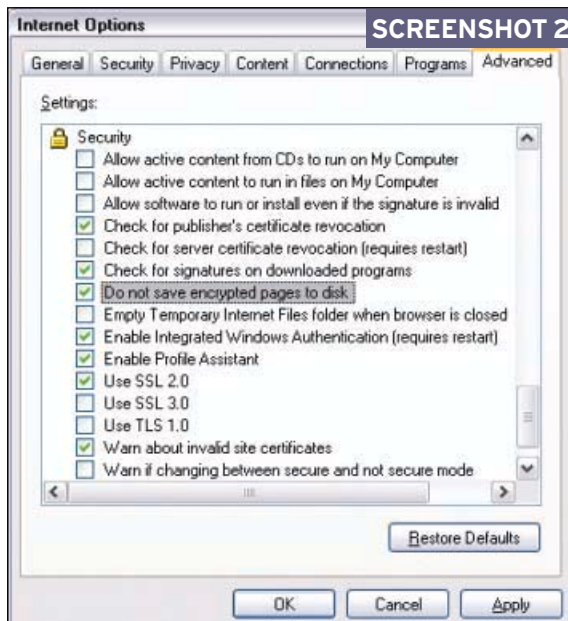 Internet Options
SCREENSHOT 2
General Security Privacy Content Connections Programs Advanced
Settings:
Security
Allow active content from CDs to run on My Computer
Allow active content to run in files on My Computer
Allow software to run or install even if the signature is invalid
Check for publisher's certificate revocation
Check for server certificate revocation (requires restart)
Check for signatures on downloaded programs
Do not save encrypted pages to disk
Empty Temporary Internet Files folder when browser is closed
Enable Integrated Windows Authentication (requires restart)
Enable Profile Assistant
Use SSL 2.0
Use SSL 3.0
Use TLS 1.0
Warn about invalid site certificates
Warn if changing between secure and not secure mode
Restore Defaults
OK Cancel Apply